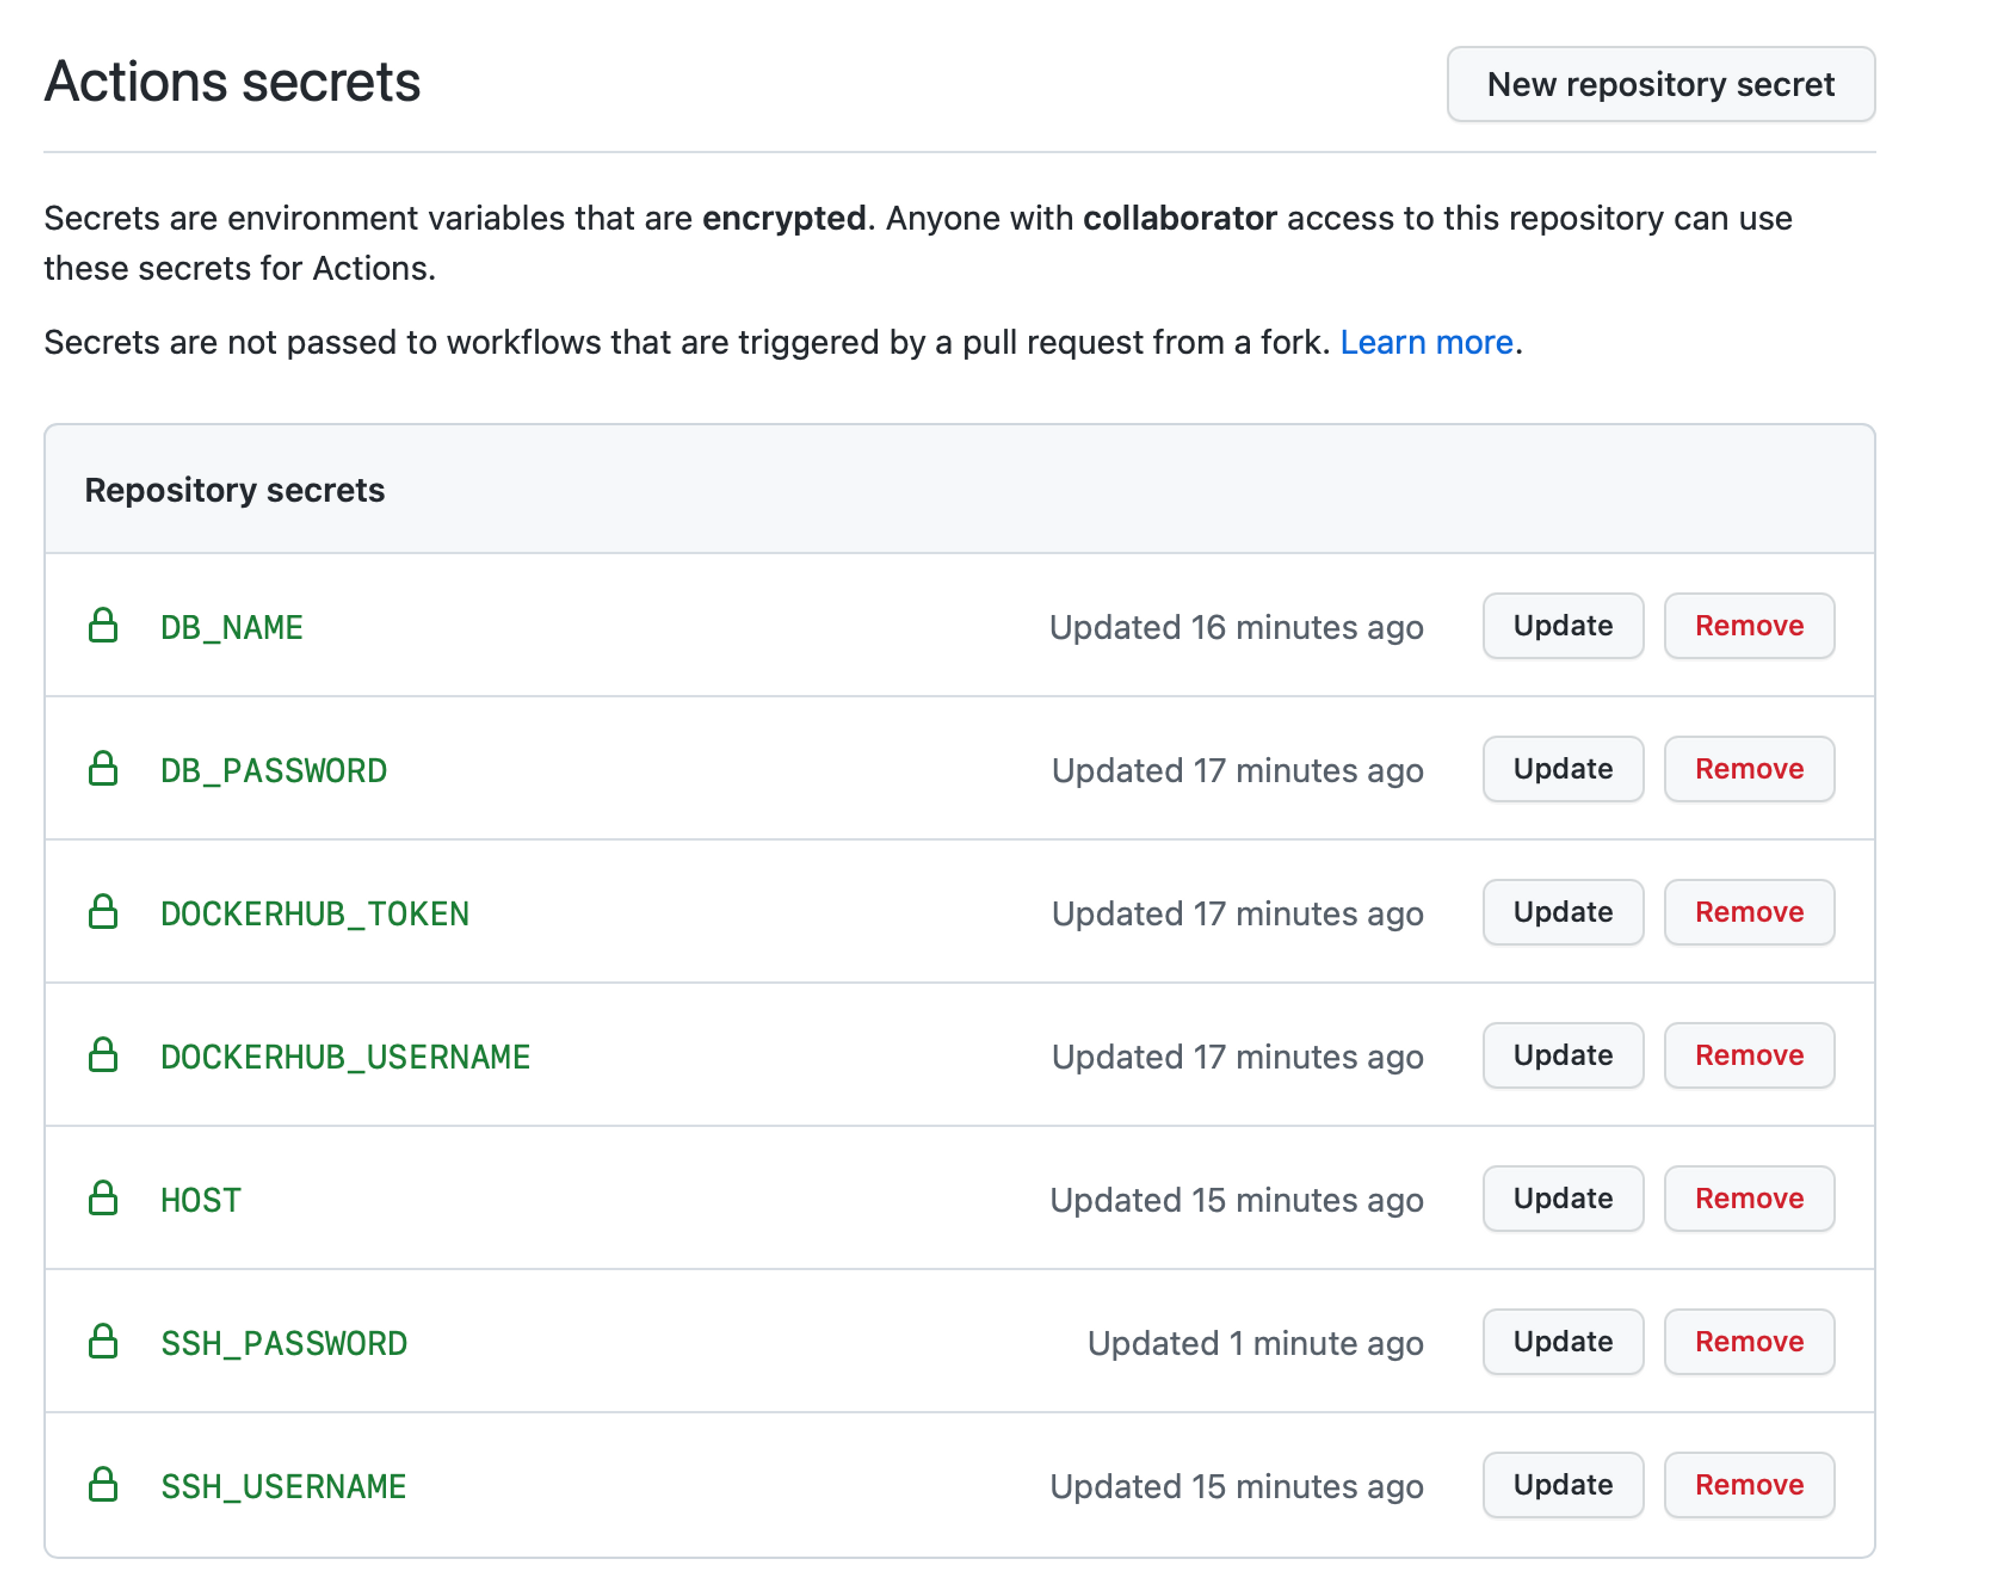 Actions secrets
New repository secret
Secrets are environment variables that are encrypted. Anyone with collaborator access to this repository can use
these secrets for Actions.
Secrets are not passed to workflows that are triggered by a pull request from a fork. Learn more.
Repository secrets
DB_NAME Updated 16 minutes ago Update Remove
DB_PASSWORD Updated 17 minutes ago Update Remove
DOCKERHUB_TOKEN Updated 17 minutes ago Update Remove
DOCKERHUB_USERNAME Updated 17 minutes ago Update Remove
HOST Updated 15 minutes ago Update Remove
SSH_PASSWORD Updated 1 minute ago Update Remove
SSH_USERNAME Updated 15 minutes ago Update Remove